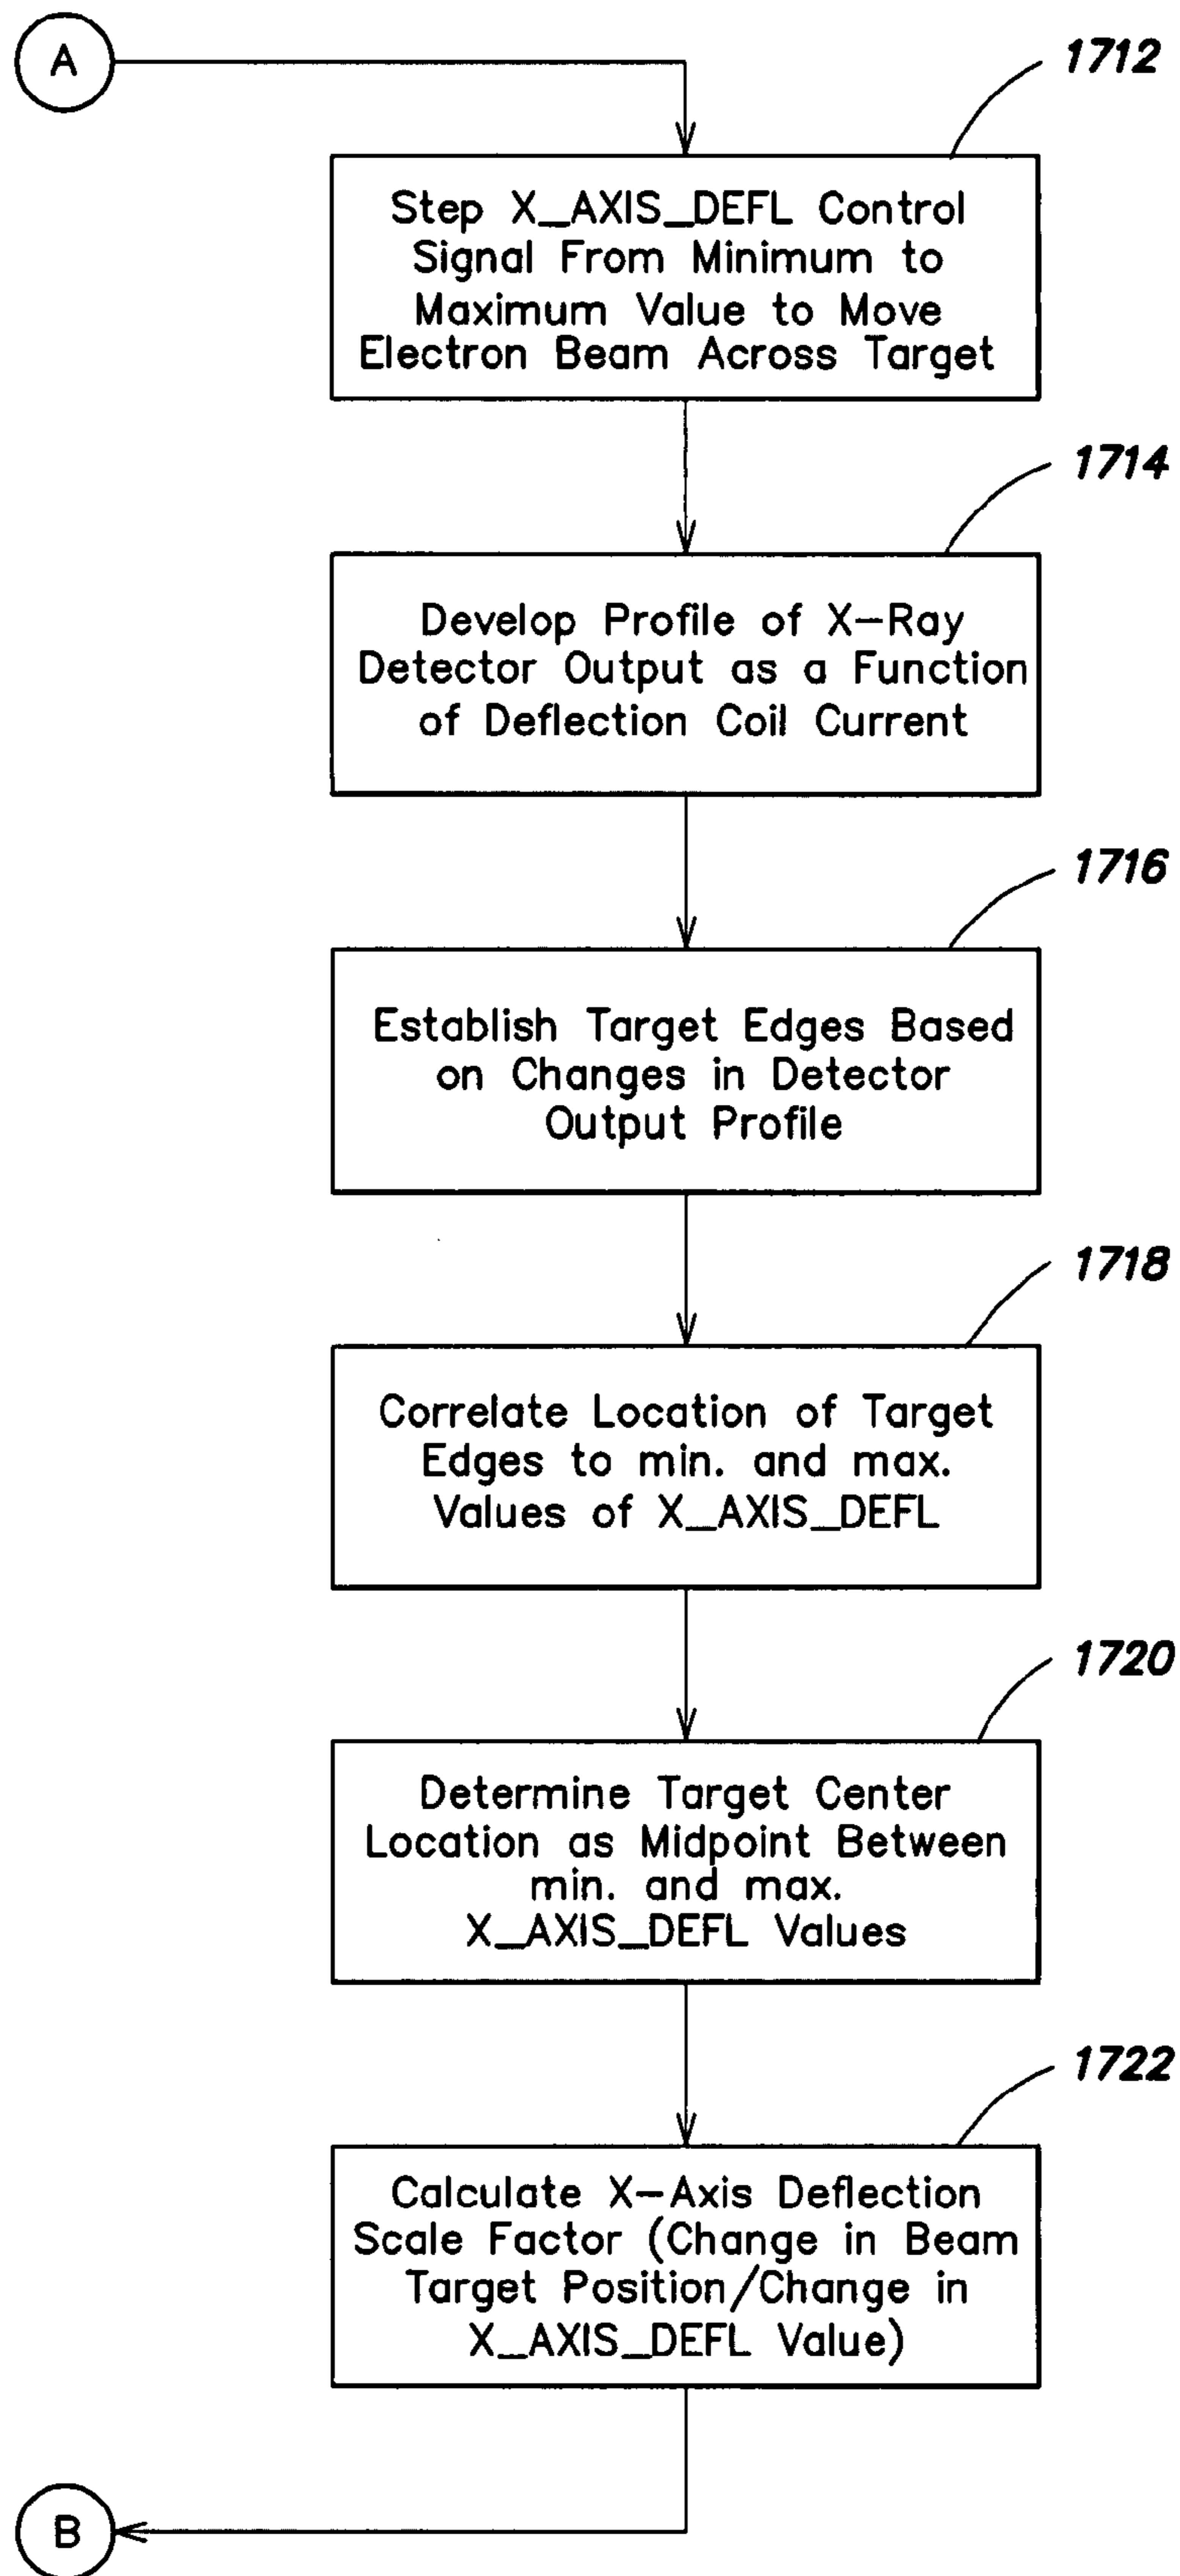 A
1712
Step X_AXIS_DEFL Control
Signal From Minimum to
Maximum Value to Move
Electron Beam Across Target
1714
Develop Profile of X-Ray
Detector Output as a Function
of Deflection Coil Current
1716
Establish Target Edges Based
on Changes in Detector
Output Profile
1718
Correlate Location of Target
Edges to min. and max.
Values of X_AXIS_DEFL
1720
Determine Target Center
Location as Midpoint Between
min. and max.
X_AXIS_DEFL Values
1722
Calculate X-Axis Deflection
Scale Factor (Change in Beam
Target Position/Change in
X_AXIS_DEFL Value)
B